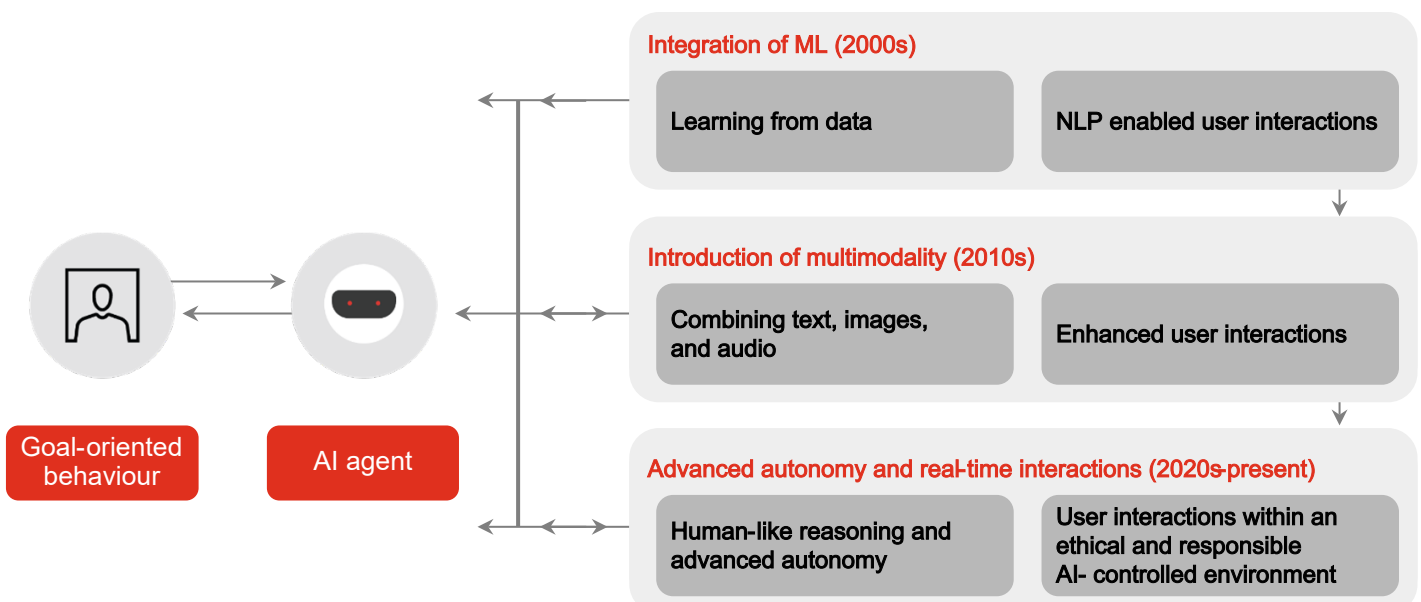 Integration of ML (2000s)
Learning from data
NLP enabled user interactions
Introduction of multimodality (2010s)
Combining text, images,
and audio
Enhanced user interactions
Goal-oriented
behaviour
AI agent
Advanced autonomy and real-time interactions (2020s-present)
Human-like reasoning and
advanced autonomy
User interactions within an
ethical and responsible
AI- controlled environment